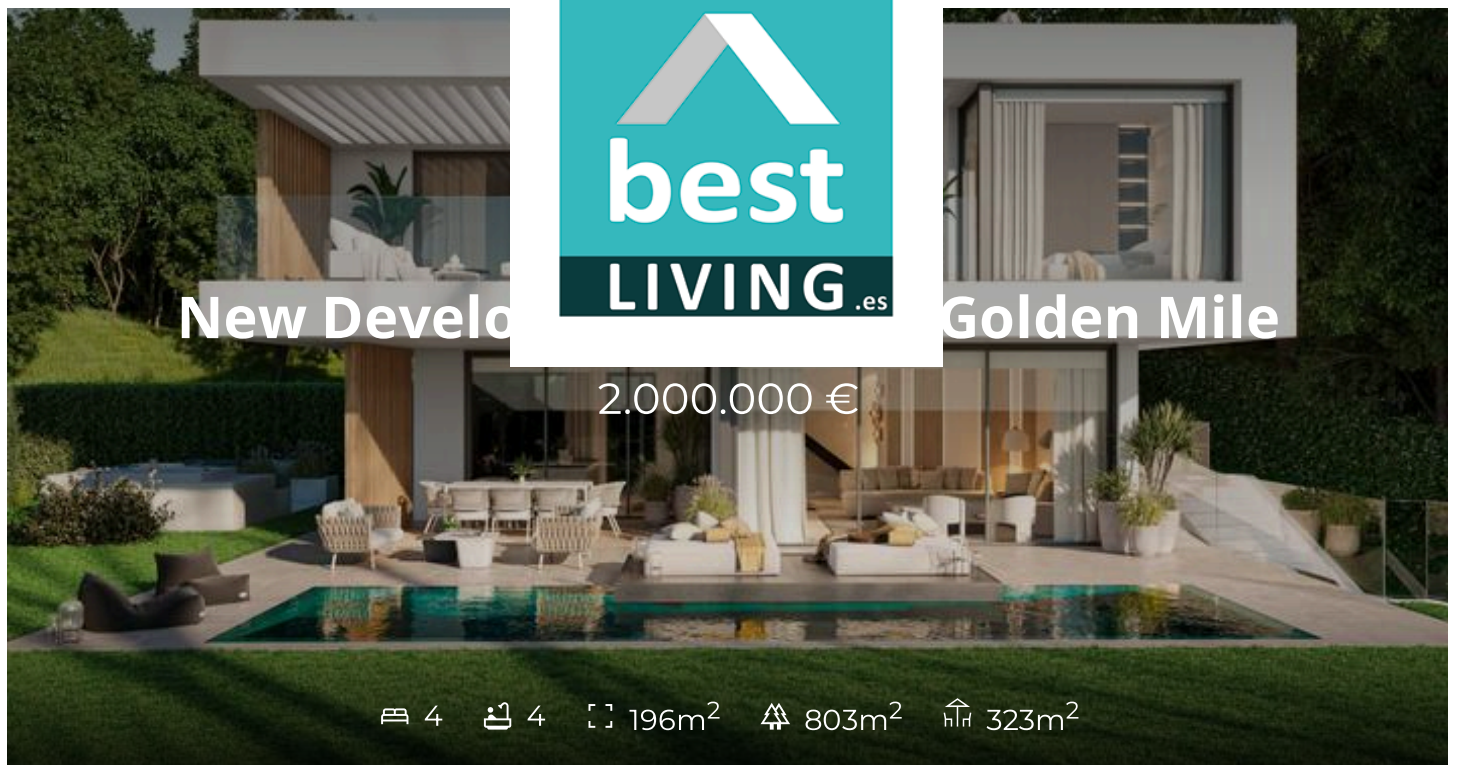 best
LIVING.es
New Develo Golden Mile
2.000.000 €
4 4 196m² 803m² 323m²